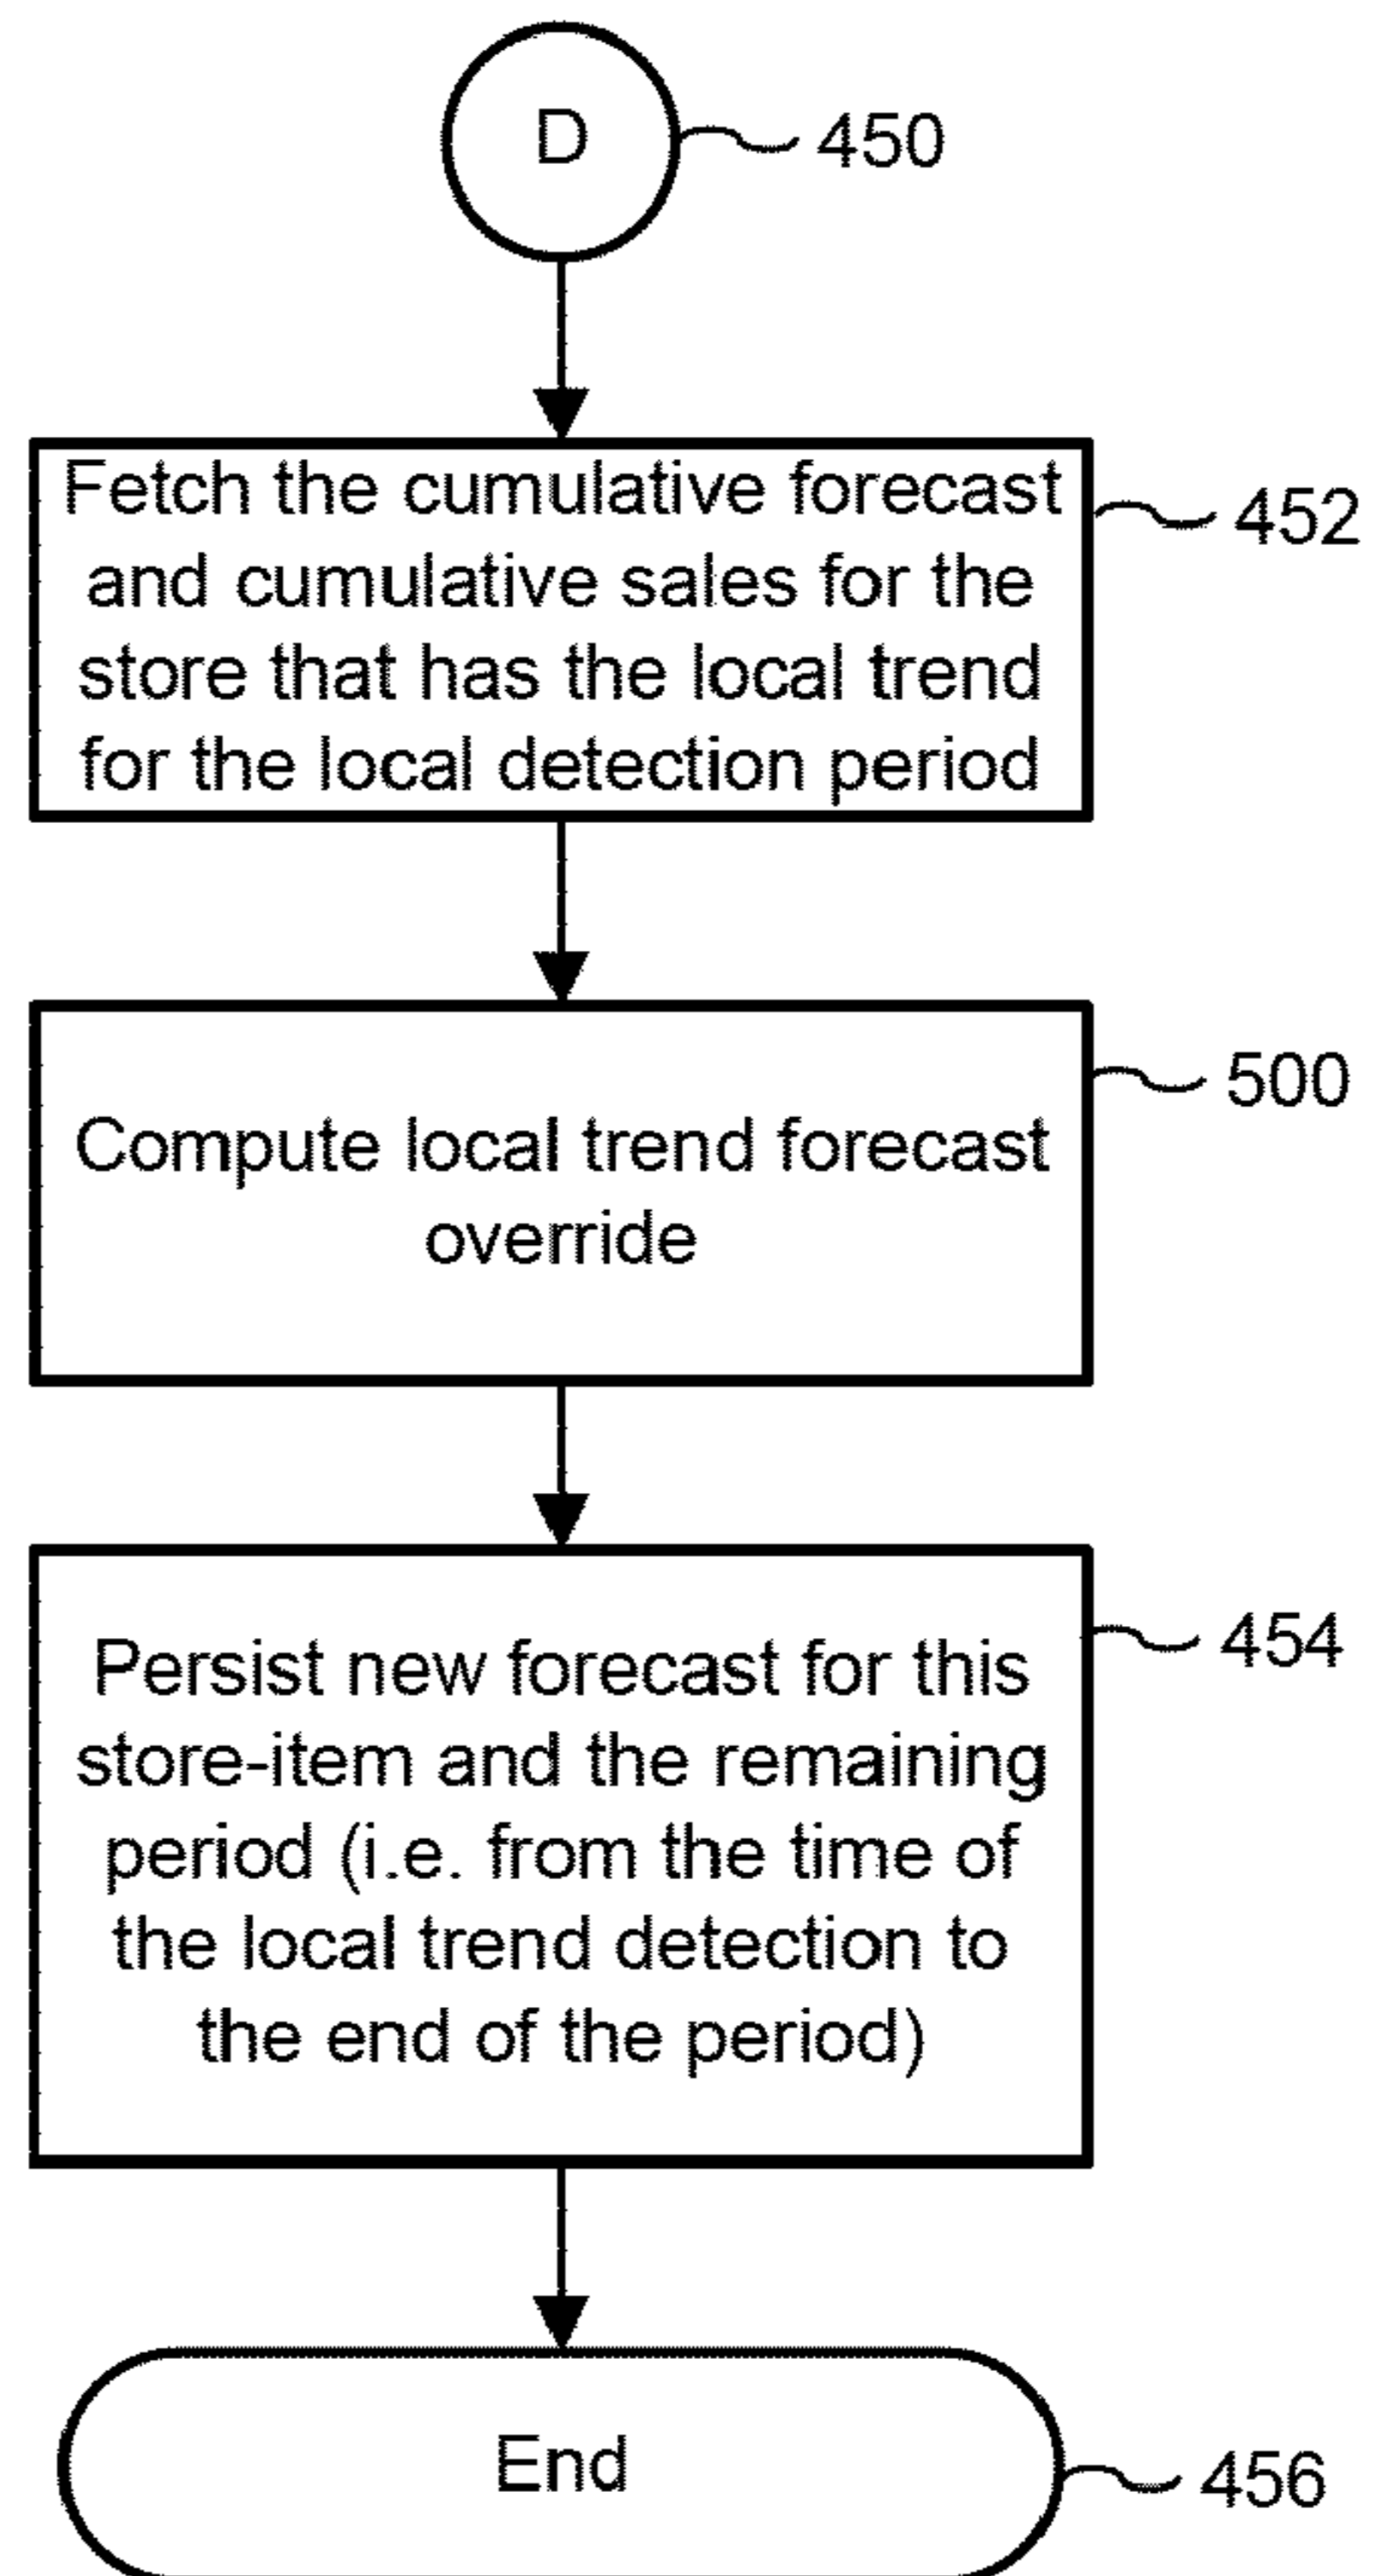 D
450
Fetch the cumulative forecast
and cumulative sales for the
store that has the local trend
for the local detection period
452
Compute local trend forecast
override
500
Persist new forecast for this
store-item and the remaining
period (i.e. from the time of
the local trend detection to
the end of the period)
454
End
456